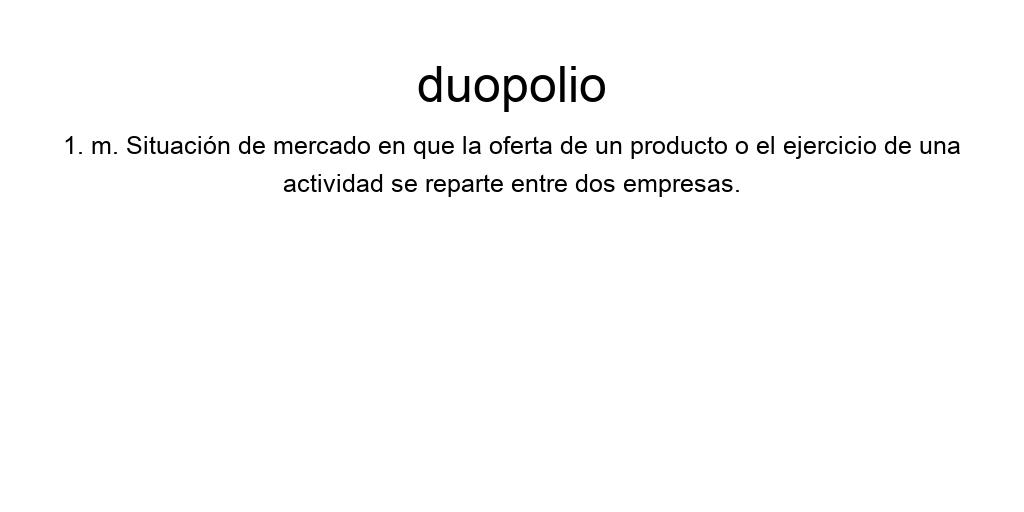 duopolio
1. m. Situación de mercado en que la oferta de un producto o el ejercicio de una
actividad se reparte entre dos empresas.